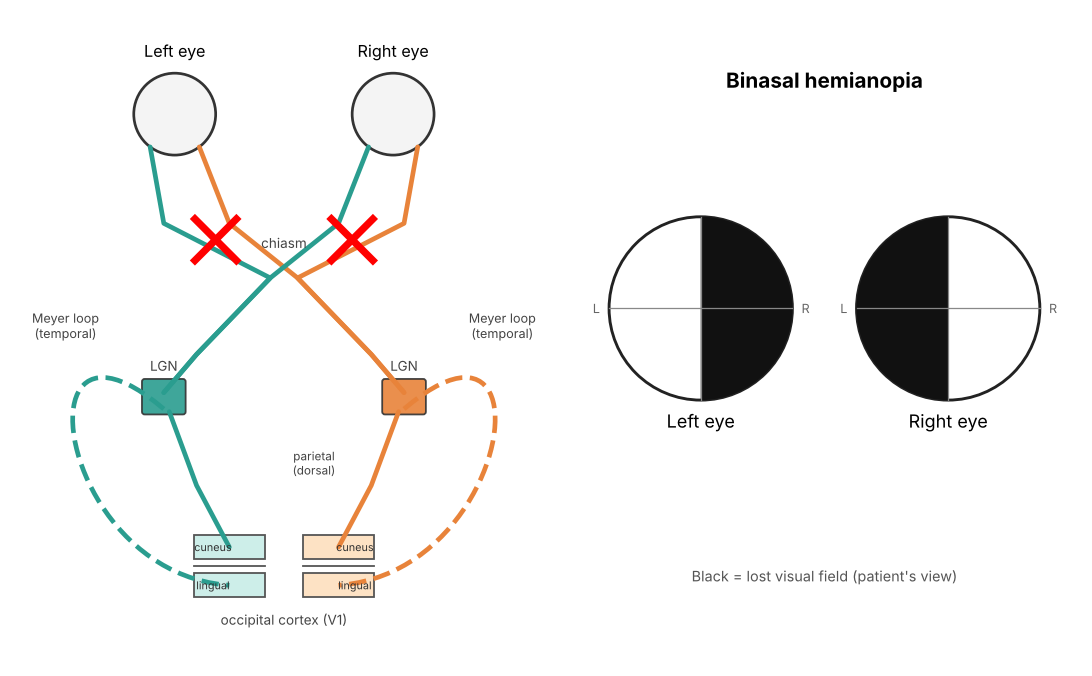 Left eye
Right eye
Binasal hemianopia
chiasm
L
R
L
R
Meyer loop
(temporal)
Meyer loop
(temporal)
LGN
LGN
Left eye
Right eye
parietal
(dorsal)
cuneus
cuneus
lingual
lingual
Black = lost visual field (patient's view)
occipital cortex (V1)